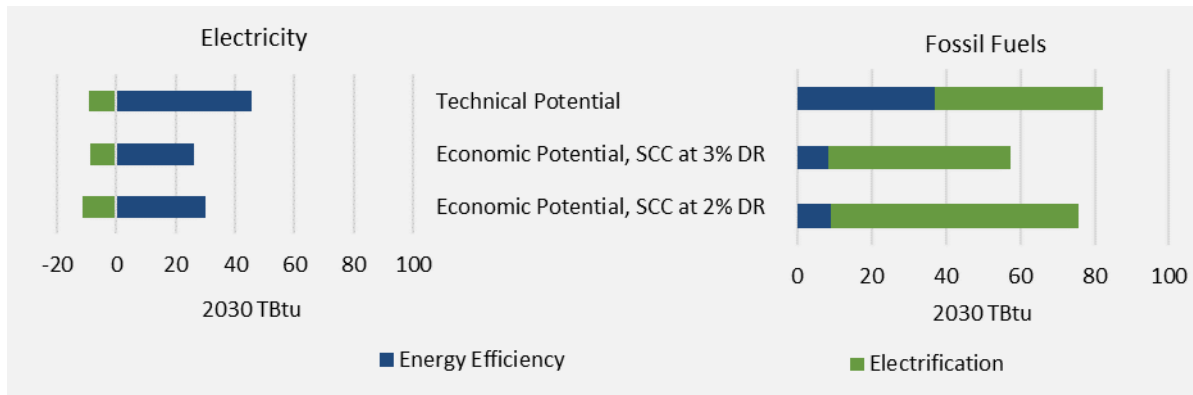 Electricity
Fossil Fuels
Technical Potential
Economic Potential, SCC at 3% DR
Economic Potential, SCC at 2% DR
-20 0 20 40 60 80 100
0 20 40 60 80 100
2030 TBtu
2030 TBtu
Energy Efficiency
Electrification